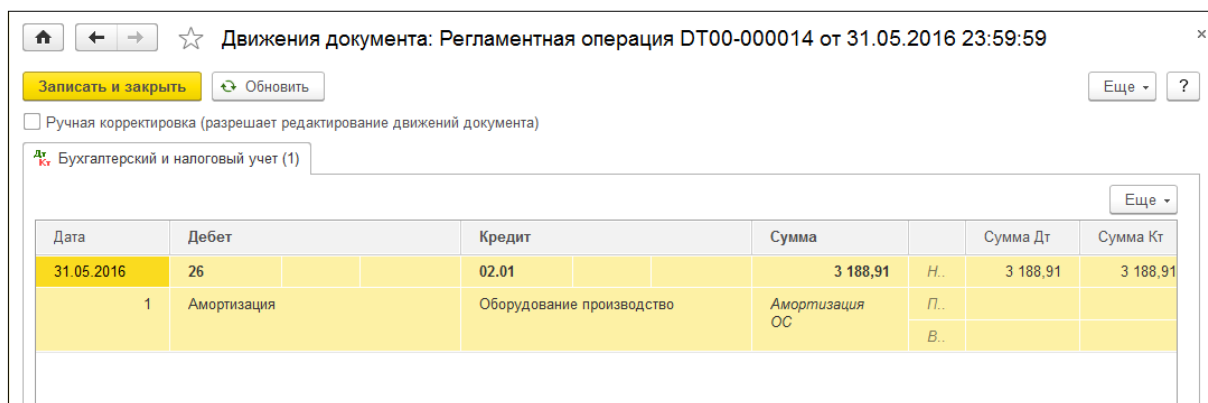 Движения документа: Регламентная операция DT00-000014 от 31.05.2016 23:59:59
Записать и закрыть Обновить Еще ?
Ручная корректировка (разрешает редактирование движений документа)
Дт Кт Бухгалтерский и налоговый учет (1)
Еще
Дата Дебет Кредит Сумма Сумма Дт Сумма Кт
31.05.2016 26 02.01 3 188,91 Н.. 3 188,91 3 188,91
1 Амортизация Оборудование производство Амортизация ОС П..
В..